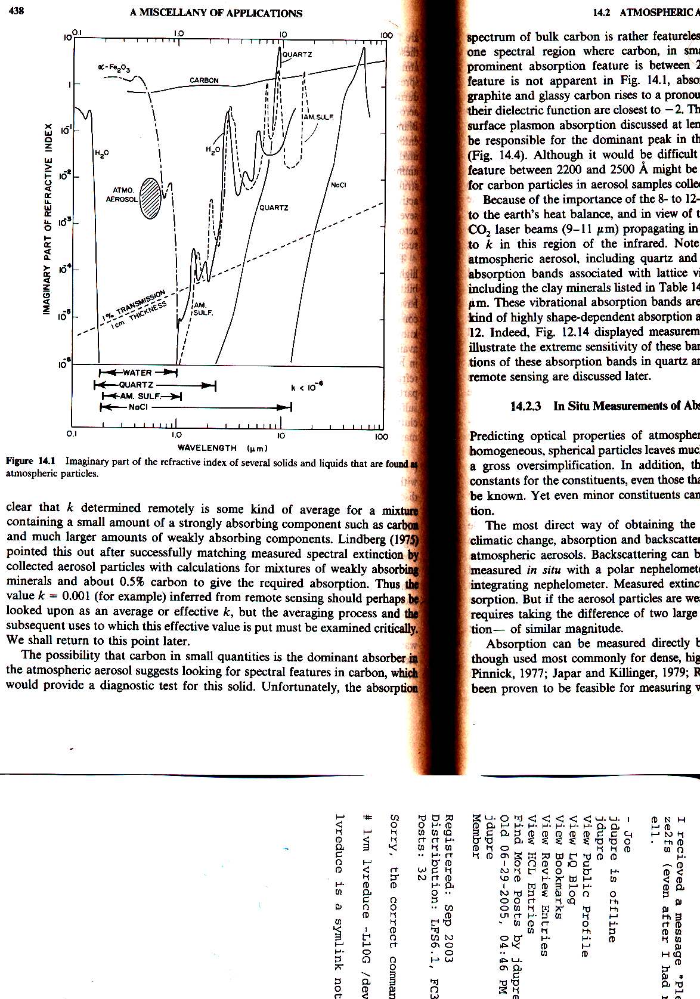 438
A MISCELLANY OF APPLICATIONS
0.1
1.0
10
100
10
1
10-1
10-2
10-3
10-4
10-5
10-6
IMAGINARY PART OF REFRACTIVE INDEX
α-Fe2O3
CARBON
QUARTZ
AM. SULF.
H2O
H2O
ATMO.
AEROSOL
NaCl
QUARTZ
1% TRANSMISSION
1cm THICKNESS
AM.
SULF.
WATER
QUARTZ
AM. SULF.
NaCl
k < 10-6
0.1
1.0
10
100
WAVELENGTH (μm)
Figure 14.1 Imaginary part of the refractive index of several solids and liquids that are found as
atmospheric particles.
clear that k determined remotely is some kind of average for a mixture
containing a small amount of a strongly absorbing component such as carbon
and much larger amounts of weakly absorbing components. Lindberg (1975)
pointed this out after successfully matching measured spectral extinction by
collected aerosol particles with calculations for mixtures of weakly absorbing
minerals and about 0.5% carbon to give the required absorption. Thus the
value k = 0.001 (for example) inferred from remote sensing should perhaps be
looked upon as an average or effective k, but the averaging process and the
subsequent uses to which this effective value is put must be examined critically.
We shall return to this point later.
The possibility that carbon in small quantities is the dominant absorber in
the atmospheric aerosol suggests looking for spectral features in carbon, which
would provide a diagnostic test for this solid. Unfortunately, the absorption
14.2 ATMOSPHERIC A
spectrum of bulk carbon is rather featureles
one spectral region where carbon, in sma
prominent absorption feature is between 2
feature is not apparent in Fig. 14.1, abso
graphite and glassy carbon rises to a pronou
their dielectric function are closest to −2. Th
surface plasmon absorption discussed at len
be responsible for the dominant peak in th
(Fig. 14.4). Although it would be difficult
feature between 2200 and 2500 Å might be
for carbon particles in aerosol samples colle
Because of the importance of the 8- to 12-
to the earth's heat balance, and in view of t
CO2 laser beams (9–11 μm) propagating in
to k in this region of the infrared. Note
atmospheric aerosol, including quartz and
absorption bands associated with lattice vi
including the clay minerals listed in Table 14
μm. These vibrational absorption bands are
kind of highly shape-dependent absorption a
12. Indeed, Fig. 12.14 displayed measurem
illustrate the extreme sensitivity of these ban
tions of these absorption bands in quartz an
remote sensing are discussed later.
14.2.3 In Situ Measurements of Abs
Predicting optical properties of atmospher
homogeneous, spherical particles leaves muc
a gross oversimplification. In addition, th
constants for the constituents, even those tha
be known. Yet even minor constituents can
tion.
The most direct way of obtaining the
climatic change, absorption and backscatter
atmospheric aerosols. Backscattering can b
measured in situ with a polar nephelomete
integrating nephelometer. Measured extinc
sorption. But if the aerosol particles are wea
requires taking the difference of two large
tion— of similar magnitude.
Absorption can be measured directly b
though used most commonly for dense, hig
Pinnick, 1977; Japar and Killinger, 1979; R
been proven to be feasible for measuring v
I recieved a message "Ple
ze2fs (even after I had r
ell.
- Joe
jdupre is offline
jdupre
View Public Profile
View LQ Blog
View Bookmarks
View Review Entries
View HCL Entries
Find More Posts by jdupre
Old 06-29-2005, 04:46 PM
jdupre
Member
Registered: Sep 2003
Distribution: LFS6.1, FC3
Posts: 32
Sorry, the correct comman
# lvm lvreduce -L10G /dev
lvreduce is a symlink not